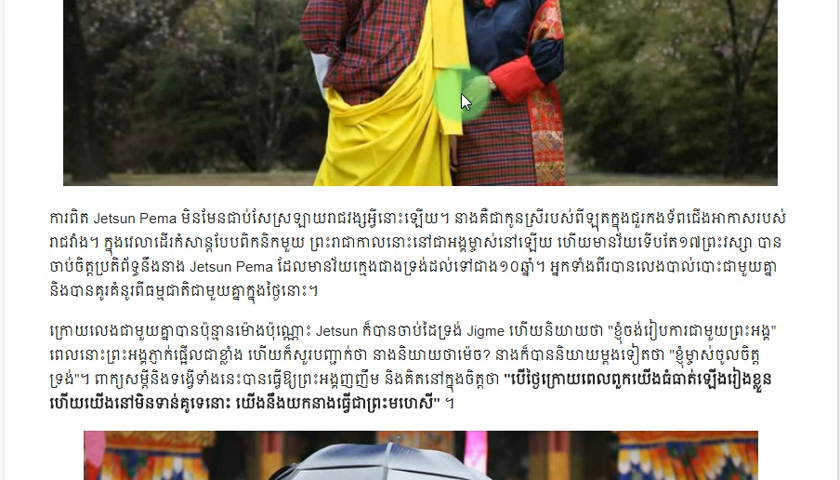 ការពិត Jetsun Pema មិនមែនជាប់សែស្រឡាយរាជវង្សអ្វីនោះឡើយ។ នាងគឺជាកូនស្រីរបស់ពីឡុតក្នុងជួរកងទ័ពជើងអាកាសរបស់
រាជវាំង។ ក្នុងវេលាដើរកំសាន្តបែបពិកនិកមួយ ព្រះរាជាកាលនោះនៅជាអង្គម្ចាស់នៅឡើយ ហើយមានវ័យទើបតែ១៧ព្រះវស្សា បាន
ចាប់ចិត្តប្រតិព័ទ្ធនឹងនាង Jetsun Pema ដែលមានវ័យក្មេងជាងទ្រង់ដល់ទៅជាង១០ឆ្នាំ។ អ្នកទាំងពីរបានលេងបាល់បោះជាមួយគ្នា
និងបានគូរគំនូរពីធម្មជាតិជាមួយគ្នាក្នុងថ្ងៃនោះ។
ក្រោយលេងជាមួយគ្នាបានប៉ុន្មានម៉ោងប៉ុណ្ណោះ Jetsun ក៏បានចាប់ដៃទ្រង់ Jigme ហើយនិយាយថា "ខ្ញុំចង់រៀបការជាមួយព្រះអង្គ"
ពេលនោះព្រះអង្គភ្ញាក់ផ្អើលជាខ្លាំង ហើយក៏សួរបញ្ជាក់ថា នាងនិយាយថាម៉េច? នាងក៏បាននិយាយម្តងទៀតថា "ខ្ញុំម្ចាស់ចូលចិត្ត
ទ្រង់"។ ពាក្យសម្តីនិងទង្វើទាំងនេះបានធ្វើឱ្យព្រះអង្គញញឹម និងគិតនៅក្នុងចិត្តថា "បើថ្ងៃក្រោយពេលពួកយើងធំធាត់ឡើងរៀងខ្លួន
ហើយយើងនៅមិនទាន់គូទេនោះ យើងនឹងយកនាងធ្វើជាព្រះមហេសី" ។